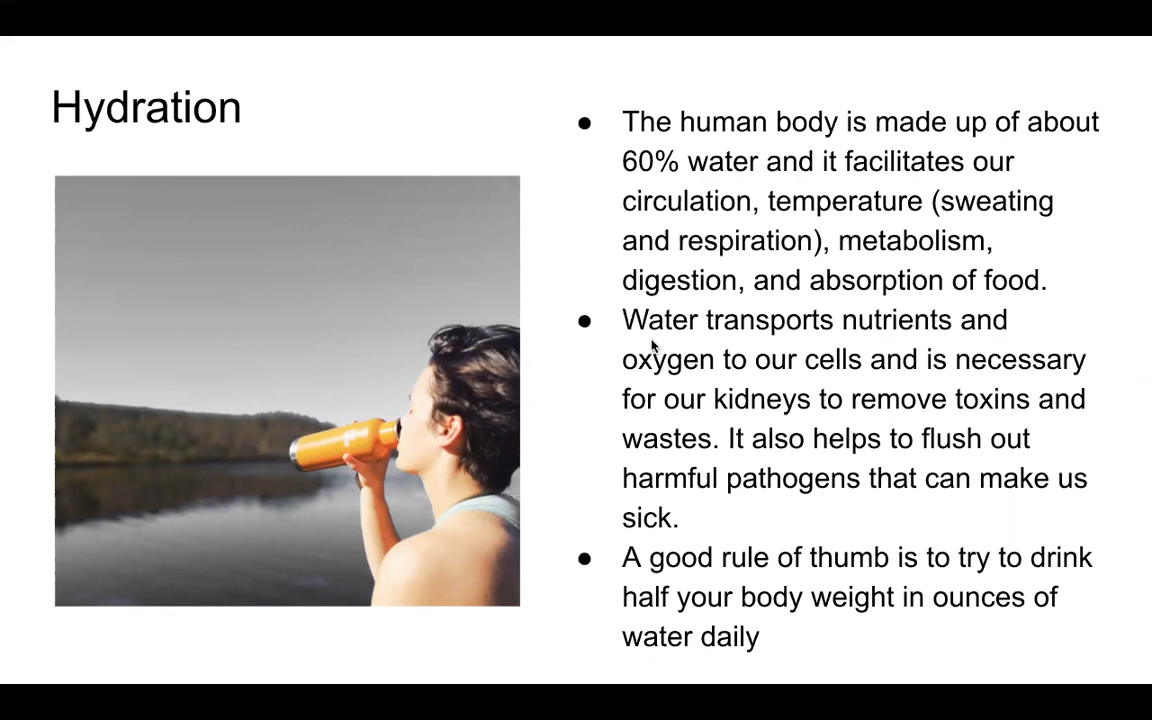 Hydration
● The human body is made up of about
60% water and it facilitates our
circulation, temperature (sweating
and respiration), metabolism,
digestion, and absorption of food.
● Water transports nutrients and
oxygen to our cells and is necessary
for our kidneys to remove toxins and
wastes. It also helps to flush out
harmful pathogens that can make us
sick.
● A good rule of thumb is to try to drink
half your body weight in ounces of
water daily